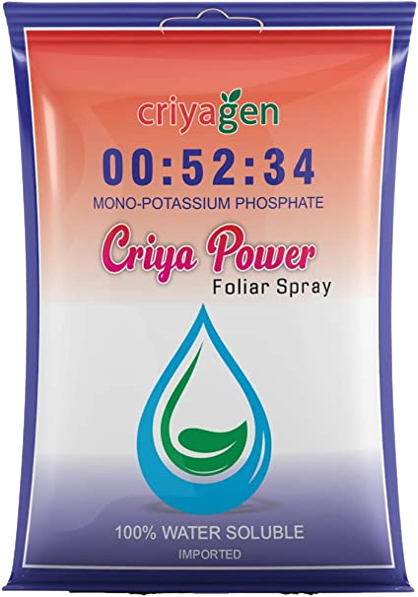 criyagen
00:52:34
MONO-POTASSIUM PHOSPHATE
Criya Power
Foliar Spray
100% WATER SOLUBLE
IMPORTED